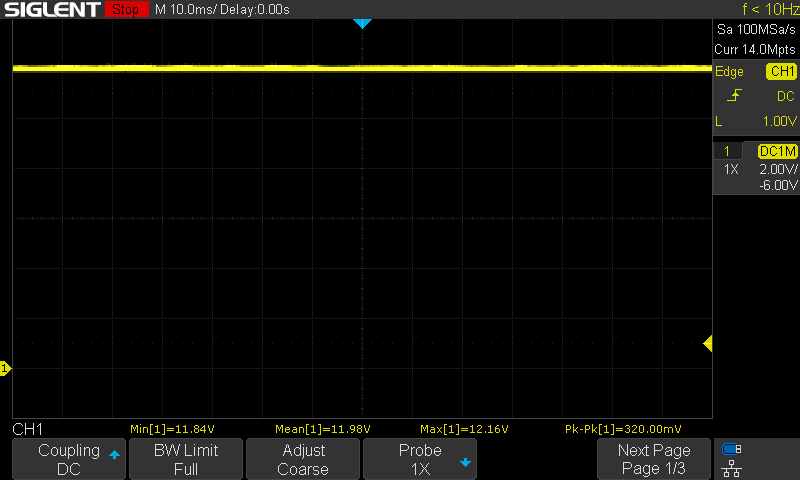 SIGLENT Stop M 10.0ms/ Delay:0.00s f < 10Hz
Sa 100MSa/s
Curr 14.0Mpts
Edge CH1
DC
L 1.00V
1 DC1M
1X 2.00V/
-6.00V
1
CH1 Min[1]=11.84V Mean[1]=11.98V Max[1]=12.16V Pk-Pk[1]=320.00mV
Coupling BW Limit Adjust Probe Next Page
DC Full Coarse 1X Page 1/3